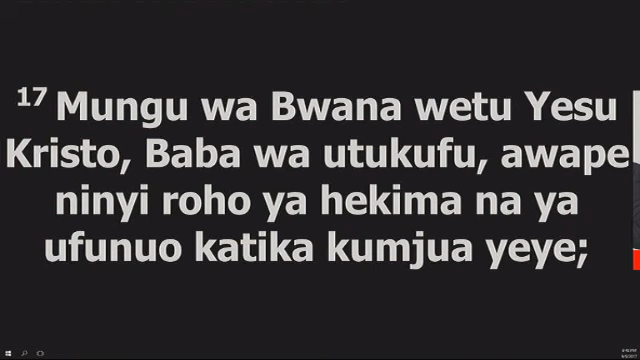 17 Mungu wa Bwana wetu Yesu
Kristo, Baba wa utukufu, awape
ninyi roho ya hekima na ya
ufunuo katika kumjua yeye;